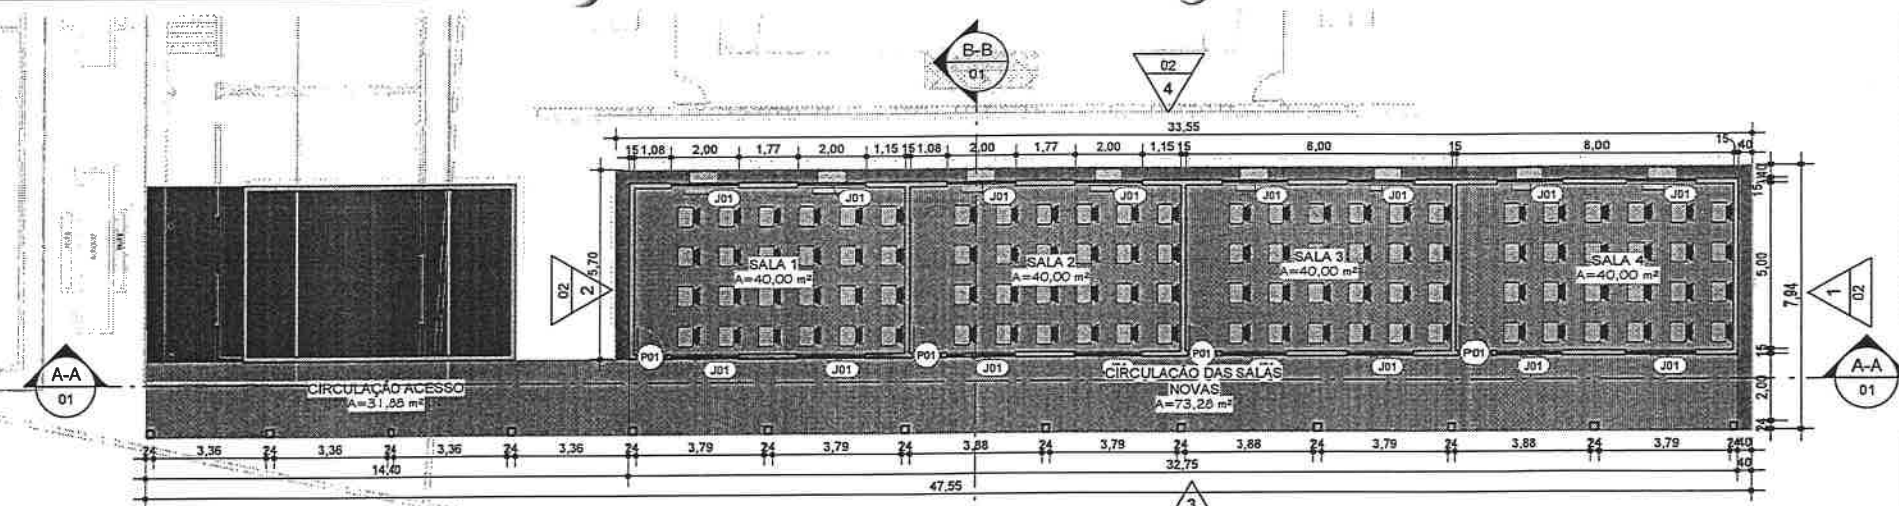 B-B
01
02
4
33,55
15 1,08 2,00 1,77 2,00 1,15 15 1,08 2,00 1,77 2,00 1,15 15 8,00 15 8,00 15 40
J01 J01 J01 J01 J01 J01 J01 J01
15 40
SALA 1
A=40,00 m²
SALA 2
A=40,00 m²
SALA 3
A=40,00 m²
SALA 4
A=40,00 m²
5,70
02
2
5,00
7,94
1
02
P01 P01 P01 P01
15
J01 J01 J01 J01 J01 J01
A-A
01
CIRCULAÇÃO ACESSO
A=31,88 m²
CIRCULAÇÃO DAS SALAS
NOVAS
A=73,28 m²
2,00
24
A-A
01
24 3,36 24 3,36 24 3,36 24 3,36 24 3,79 24 3,79 24 3,88 24 3,79 24 3,88 24 3,79 24 3,88 24 3,79 24 40
14,40 32,75 40
47,55
3